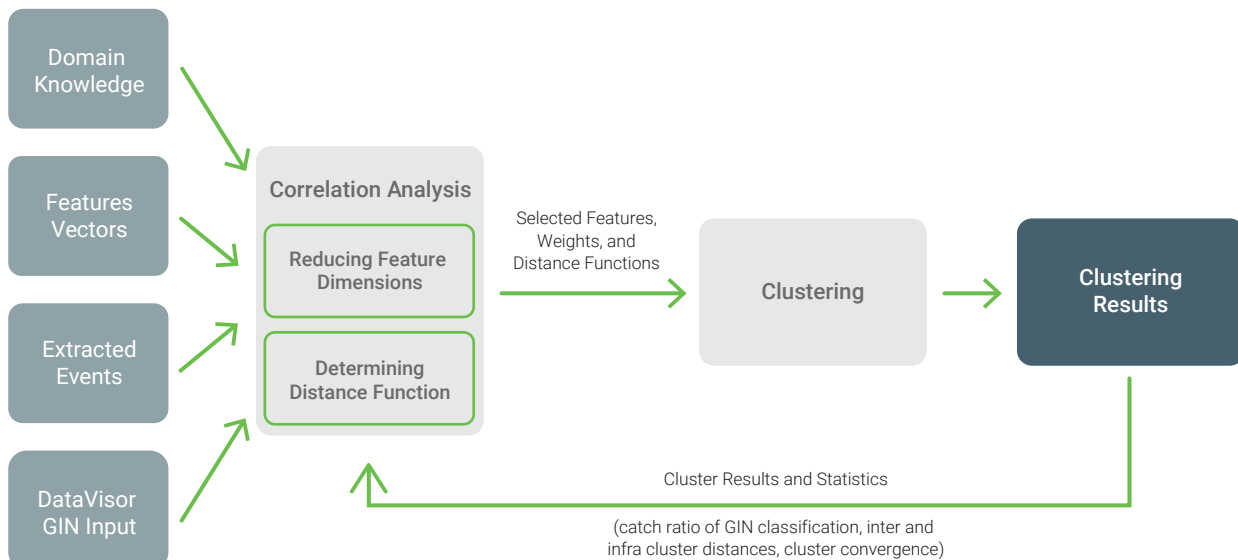 Domain
Knowledge
Features
Vectors
Extracted
Events
DataVisor
GIN Input
Correlation Analysis
Reducing Feature
Dimensions
Determining
Distance Function
Selected Features,
Weights, and
Distance Functions
Clustering
Clustering
Results
Cluster Results and Statistics
(catch ratio of GIN classification, inter and
infra cluster distances, cluster convergence)